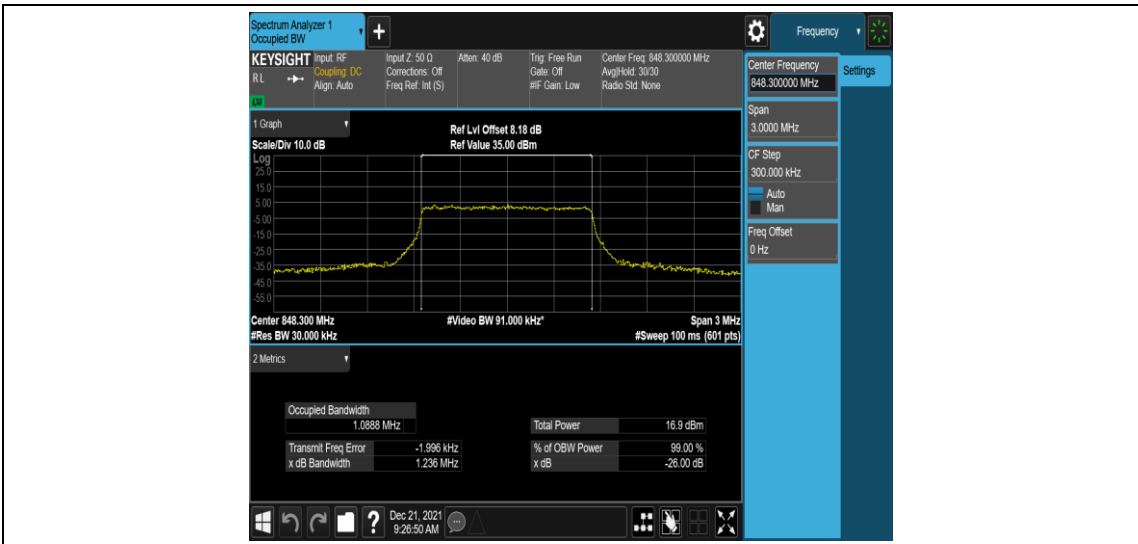 Spectrum Analyzer 1
Occupied BW
+
Frequency
KEYSIGHT
RL
LNI
Input: RF
Coupling: DC
Align: Auto
Input Z: 50 Ω
Corrections: Off
Freq Ref: Int (S)
Atten: 40 dB
Trig: Free Run
Gate: Off
#IF Gain: Low
Center Freq: 848.300000 MHz
Avg|Hold: 30/30
Radio Std: None
Center Frequency
848.300000 MHz
Settings
Span
3.0000 MHz
CF Step
300.000 kHz
Auto
Man
Freq Offset
0 Hz
1 Graph
Scale/Div 10.0 dB
Ref Lvl Offset 8.18 dB
Ref Value 35.00 dBm
Log
25.0
15.0
5.00
-5.00
-15.0
-25.0
-35.0
-45.0
-55.0
Center 848.300 MHz
#Video BW 91.000 kHz*
Span 3 MHz
#Res BW 30.000 kHz
#Sweep 100 ms (601 pts)
2 Metrics
Occupied Bandwidth
1.0888 MHz
Total Power 16.9 dBm
Transmit Freq Error -1.996 kHz
% of OBW Power 99.00 %
x dB Bandwidth 1.236 MHz
x dB -26.00 dB
?
Dec 21, 2021
9:26:50 AM